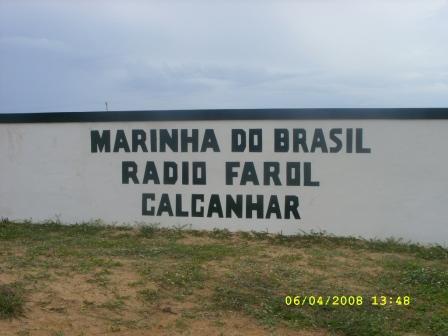 MARINHA DO BRASIL
RADIO FAROL
CALCANHAR
06/04/2008 13:48